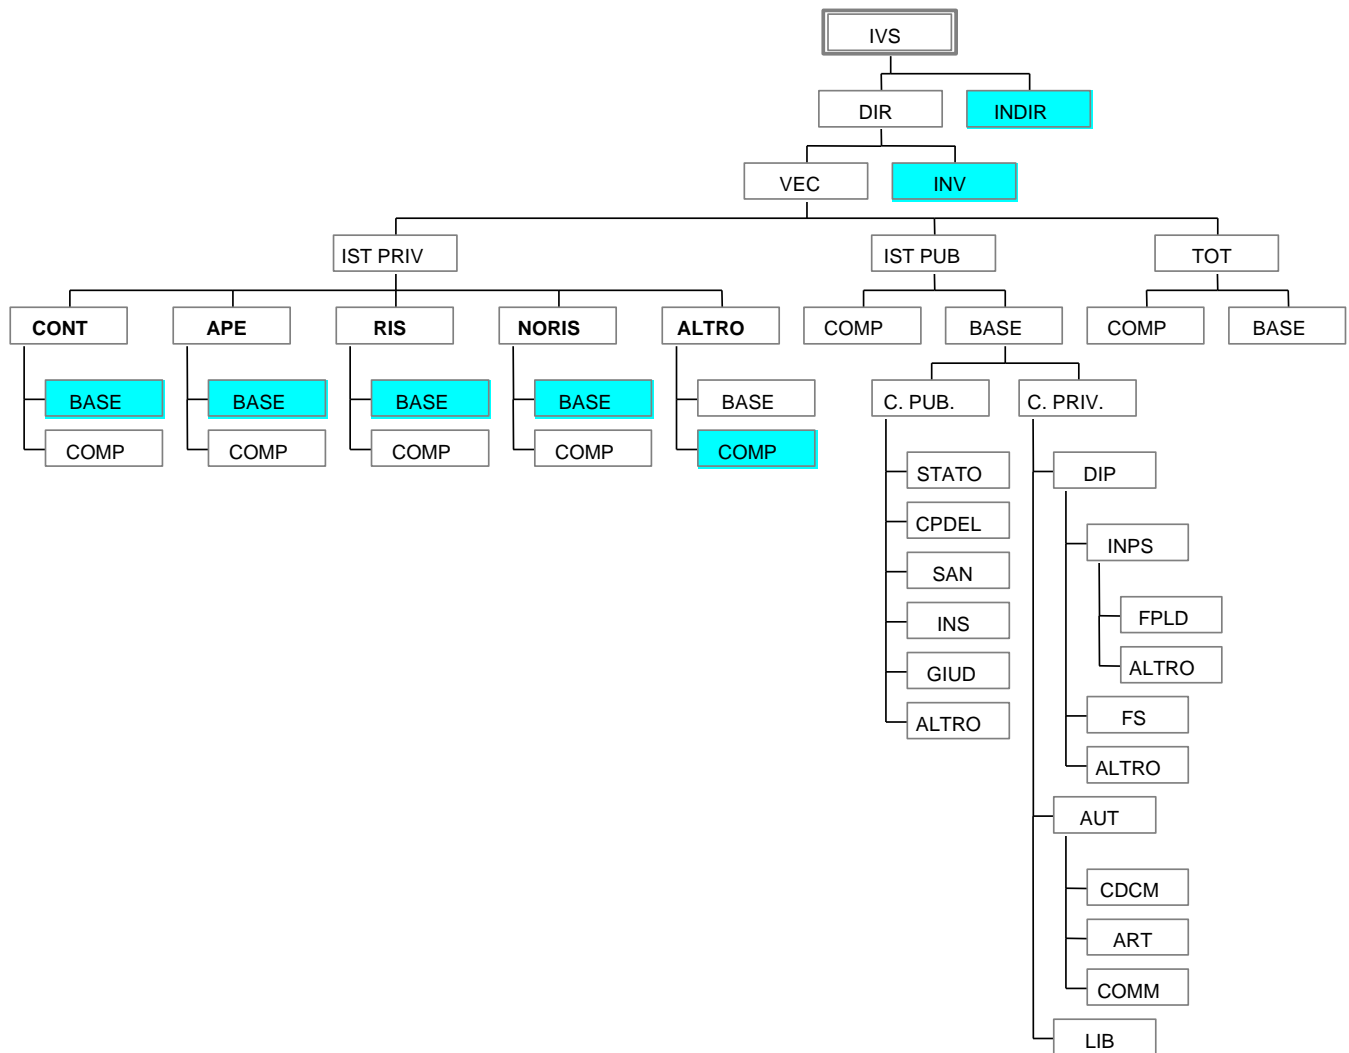 IVS
DIR INDIR
VEC INV
IST PRIV IST PUB TOT
CONT APE RIS NORIS ALTRO COMP BASE COMP BASE
BASE BASE BASE BASE BASE C. PUB. C. PRIV.
COMP COMP COMP COMP COMP
STATO DIP
CPDEL
INPS
SAN
INS FPLD
GIUD ALTRO
ALTRO FS
ALTRO
AUT
CDCM
ART
COMM
LIB